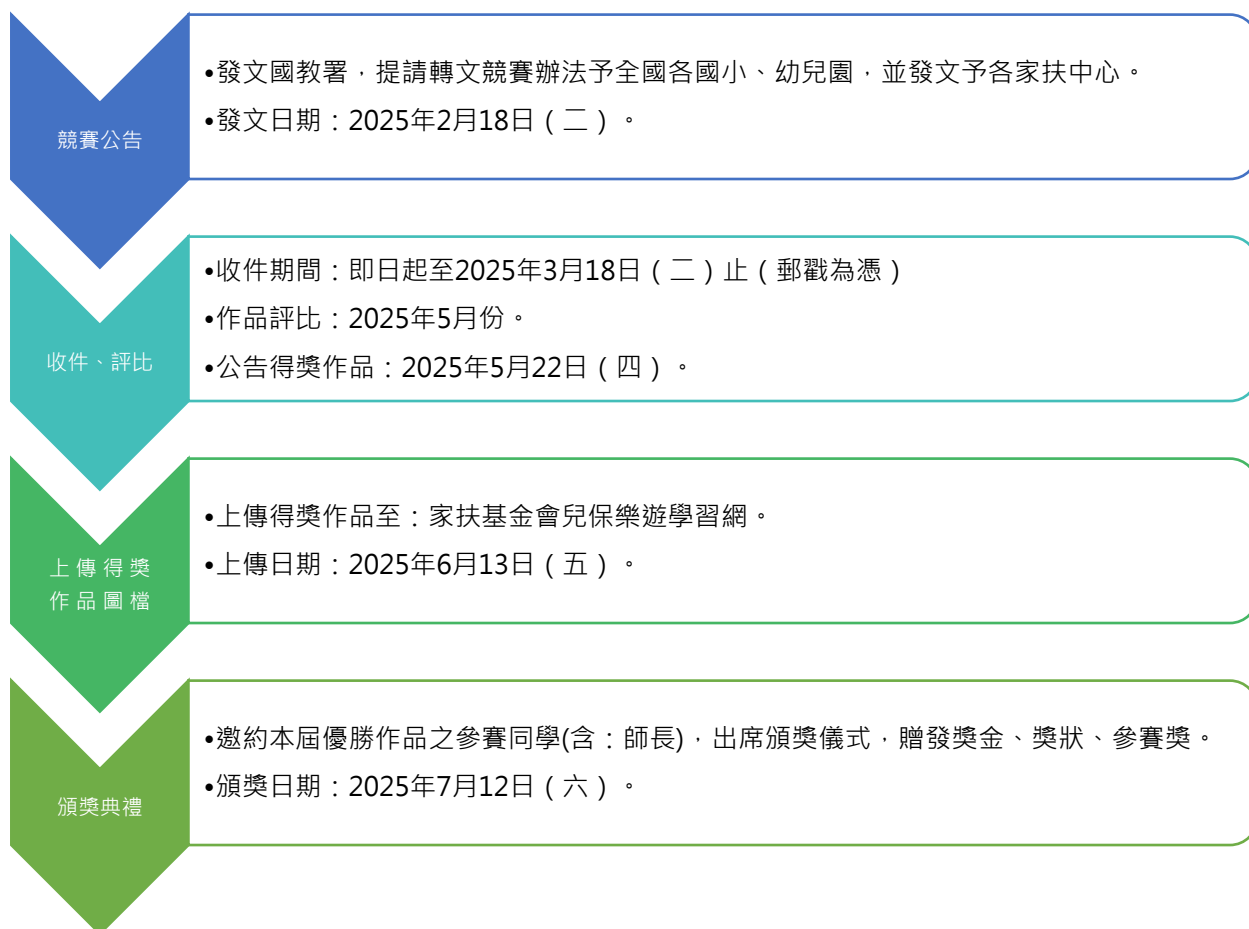 競賽公告
•發文國教署，提請轉文競賽辦法予全國各國小、幼兒園，並發文予各家扶中心。
•發文日期：2025年2月18日（二）。
收件、評比
•收件期間：即日起至2025年3月18日（二）止（郵戳為憑）
•作品評比：2025年5月份。
•公告得獎作品：2025年5月22日（四）。
上傳得獎
作品圖檔
•上傳得獎作品至：家扶基金會兒保樂遊學習網。
•上傳日期：2025年6月13日（五）。
頒獎典禮
•邀約本屆優勝作品之參賽同學(含：師長)，出席頒獎儀式，贈發獎金、獎狀、參賽獎。
•頒獎日期：2025年7月12日（六）。